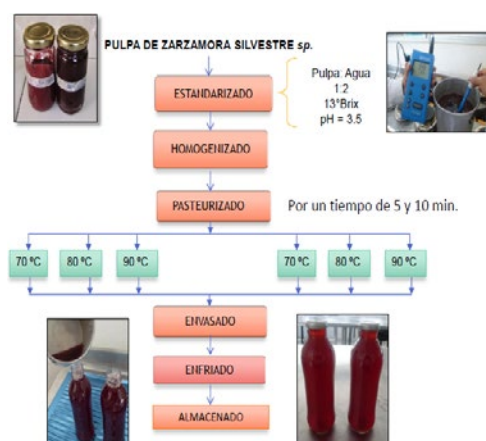 PULPA DE ZARZAMORA SILVESTRE sp.
ESTANDARIZADO
Pulpa: Agua
1:2
13°Brix
pH = 3.5
HOMOGENIZADO
PASTEURIZADO
Por un tiempo de 5 y 10 min.
70 ºC
80 ºC
90 ºC
70 ºC
80 ºC
90 ºC
ENVASADO
ENFRIADO
ALMACENADO